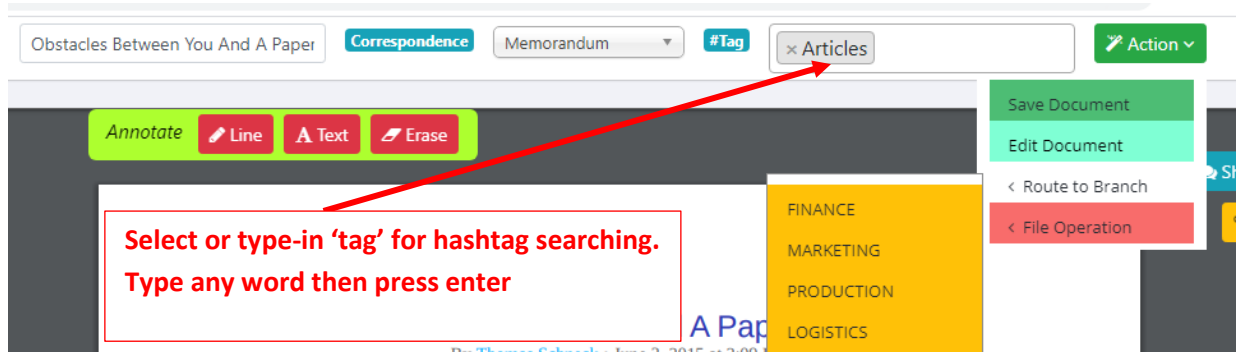 Obstacles Between You And A Paper
Correspondence
Memorandum
#Tag
× Articles
Action
Save Document
Edit Document
< Route to Branch
< File Operation
Annotate
Line
A Text
Erase
Select or type-in ‘tag’ for hashtag searching.
Type any word then press enter
FINANCE
MARKETING
PRODUCTION
LOGISTICS
A Pap